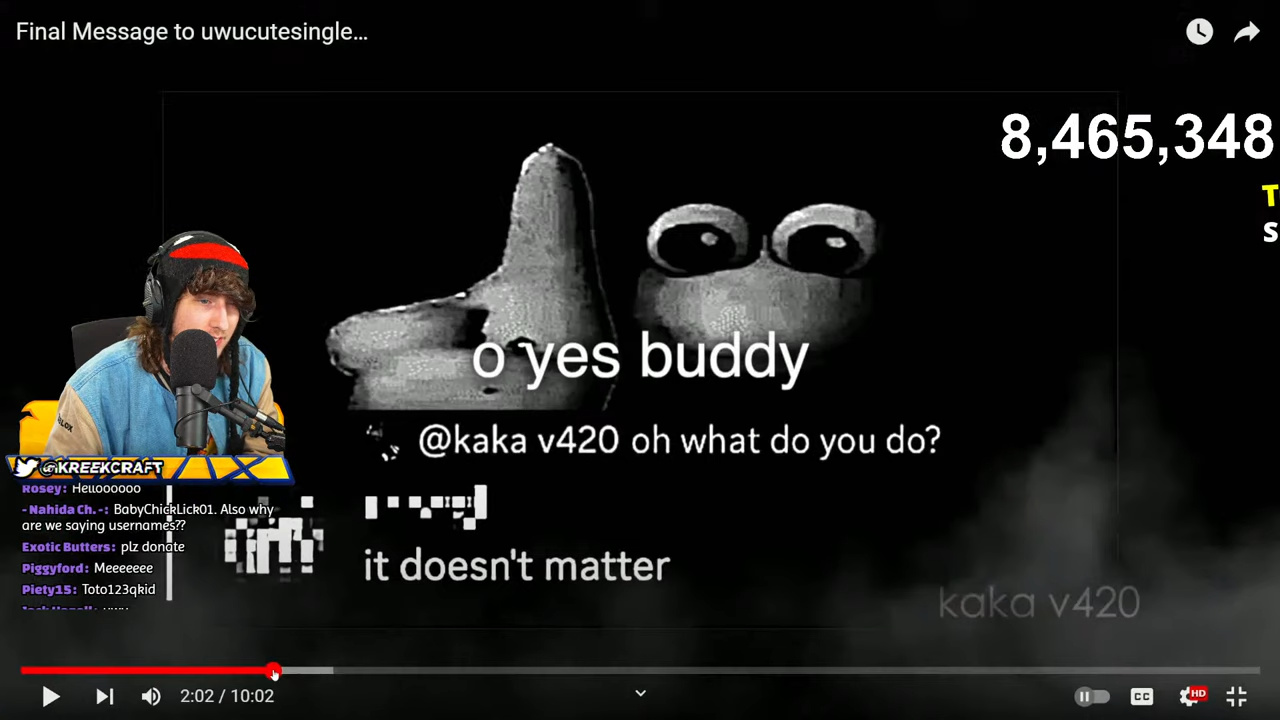 Final Message to uwucutesingle…
8,465,348
T
S
o yes buddy
@kaka v420 oh what do you do?
it doesn't matter
kaka v420
@KREEKCRAFT
Rosey: Helloooooo
- Nahida Ch. -: BabyChickLick01. Also why
are we saying usernames??
Exotic Butters: plz donate
Piggyford: Meeeeeee
Piety15: Toto123qkid
2:02 / 10:02
CC
HD